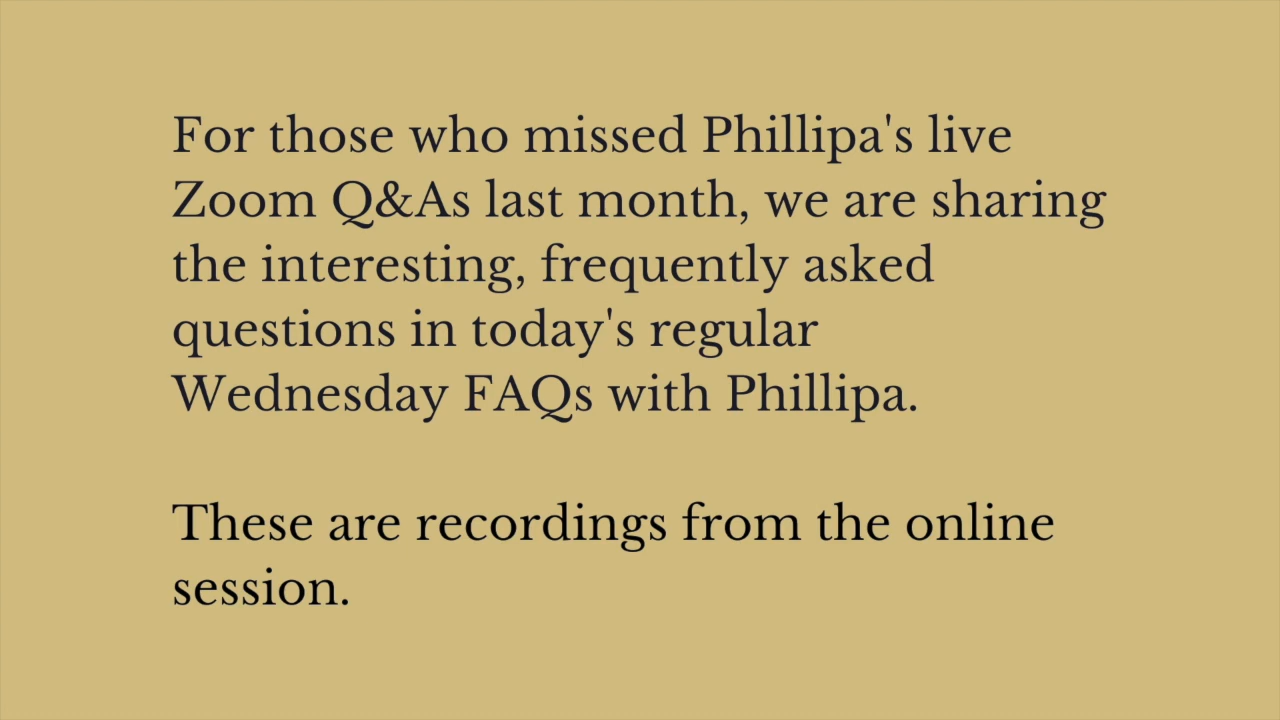 For those who missed Phillipa's live
Zoom Q&As last month, we are sharing
the interesting, frequently asked
questions in today's regular
Wednesday FAQs with Phillipa.
These are recordings from the online
session.